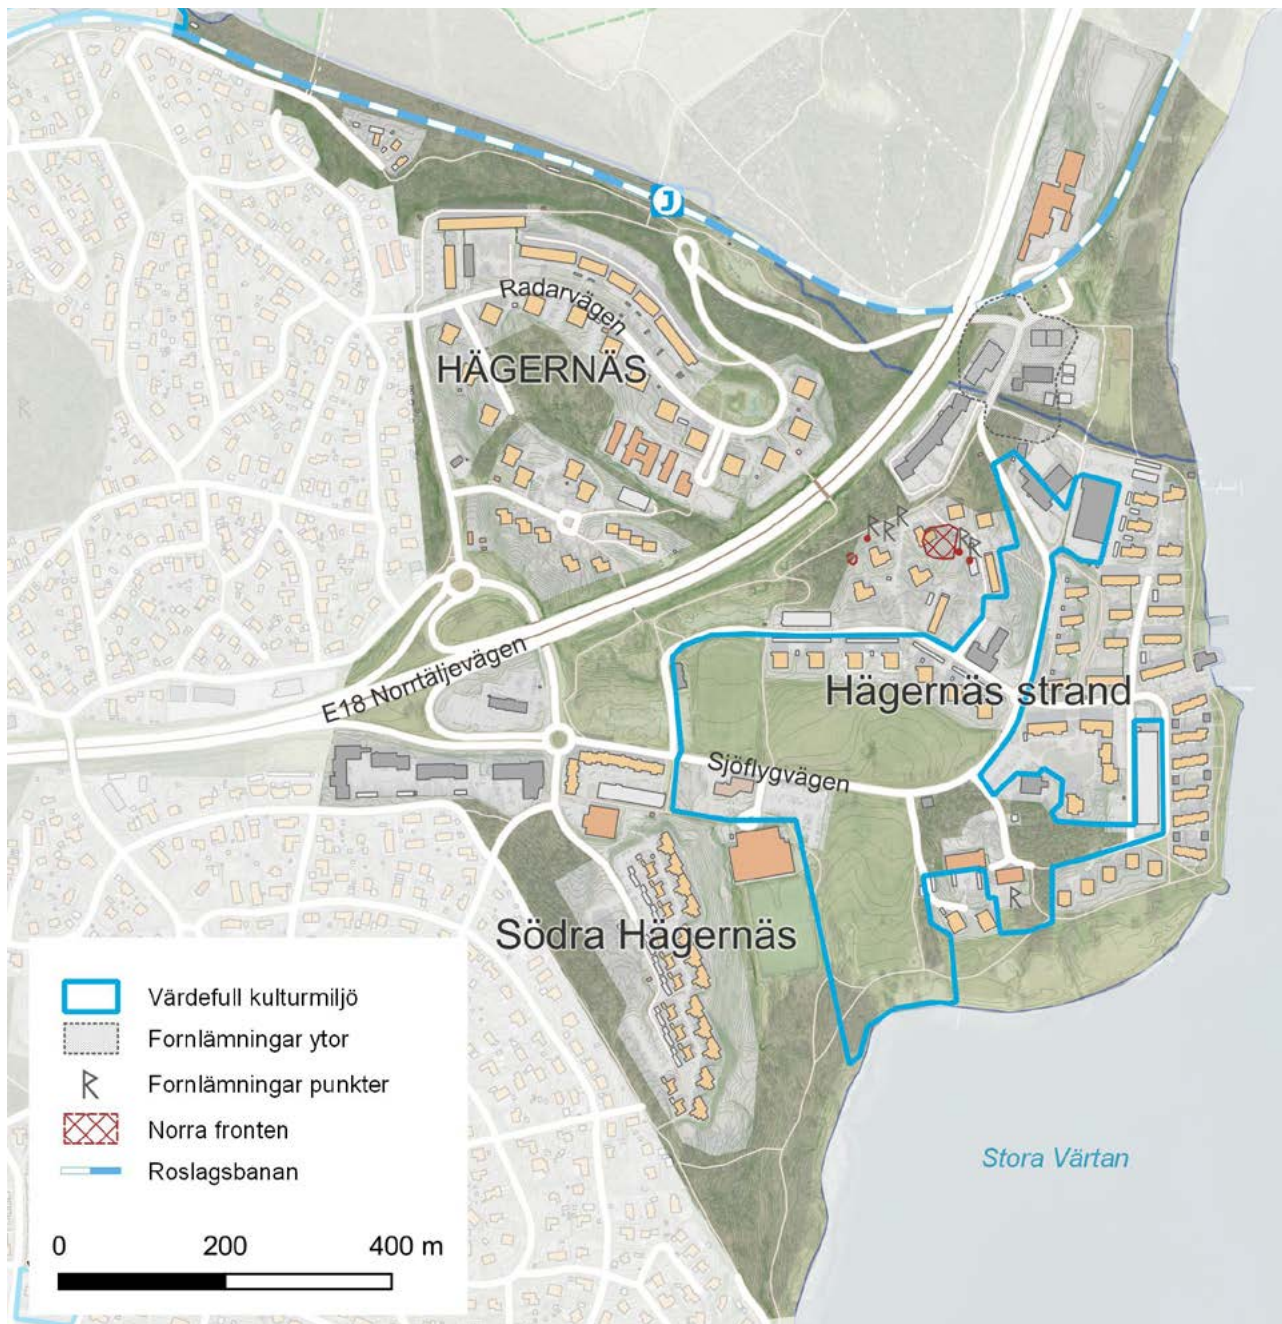 J
Radarvägen
HÄGERNÄS
R
R
R
R
R
R
E18 Norrtäljevägen
Hägernäs strand
Sjöflygvägen
R
Södra Hägernäs
Värdefull kulturmiljö
Fornlämningar ytor
R Fornlämningar punkter
Norra fronten
Roslagsbanan
0 200 400 m
Stora Värtan